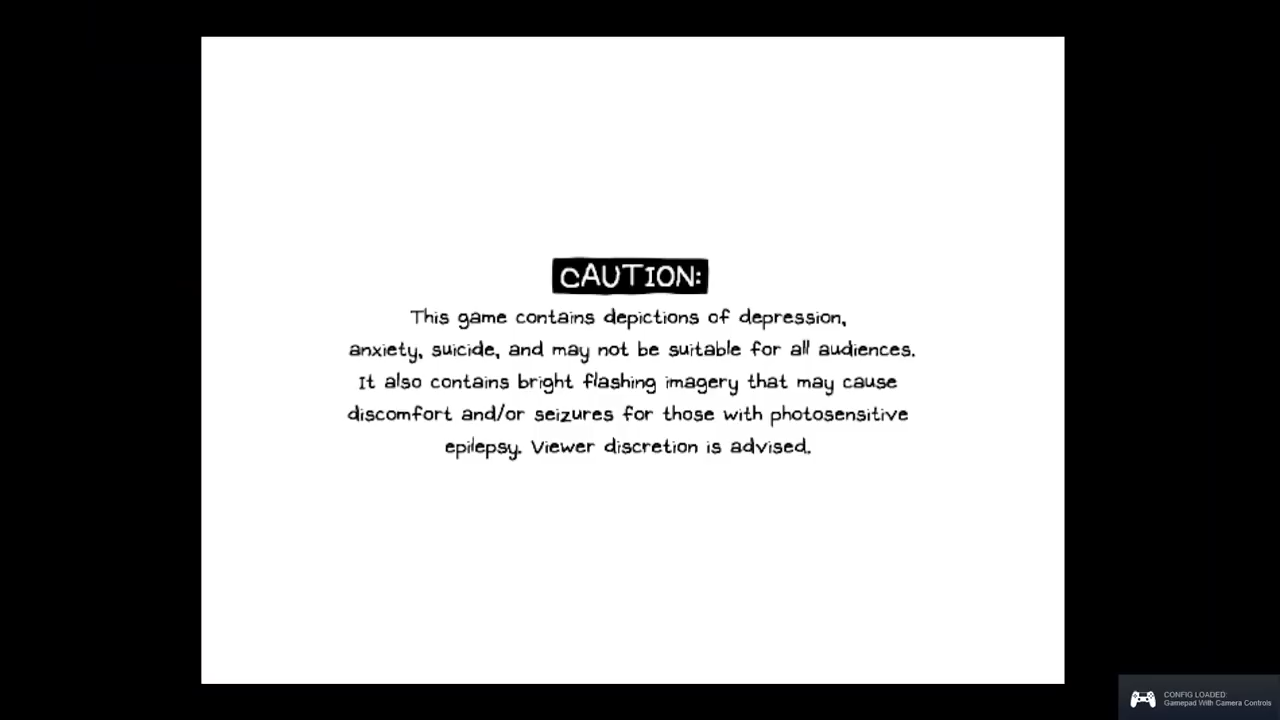 CAUTION:
This game contains depictions of depression,
anxiety, suicide, and may not be suitable for all audiences.
It also contains bright flashing imagery that may cause
discomfort and/or seizures for those with photosensitive
epilepsy. Viewer discretion is advised.
CONFIG LOADED:
Gamepad With Camera Controls